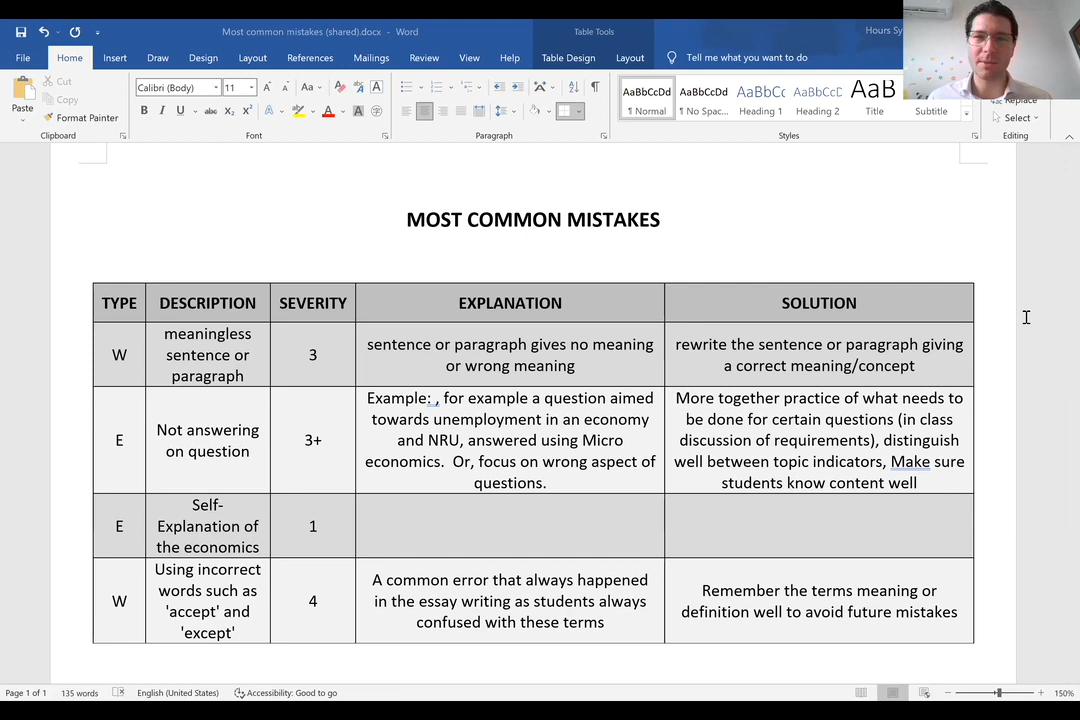 Most common mistakes (shared).docx - Word
Table Tools
Hours Sy
File Home Insert Draw Design Layout References Mailings Review View Help Table Design Layout Tell me what you want to do
Paste
Cut
Copy
Format Painter
Clipboard
Calibri (Body) 11
Font
Paragraph
AaBbCcDd AaBbCcDd AaBbCc AaBbCcD AaB AaBbCcD
¶ Normal ¶ No Spac... Heading 1 Heading 2 Title Subtitle
Styles
Replace
Select
Editing
MOST COMMON MISTAKES
TYPE DESCRIPTION SEVERITY EXPLANATION SOLUTION
W
meaningless
sentence or
paragraph
3
sentence or paragraph gives no meaning
or wrong meaning
rewrite the sentence or paragraph giving
a correct meaning/concept
E
Not answering
on question
3+
Example: , for example a question aimed
towards unemployment in an economy
and NRU, answered using Micro
economics. Or, focus on wrong aspect of
questions.
More together practice of what needs to
be done for certain questions (in class
discussion of requirements), distinguish
well between topic indicators, Make sure
students know content well
E
Self-
Explanation of
the economics
1
W
Using incorrect
words such as
'accept' and
'except'
4
A common error that always happened
in the essay writing as students always
confused with these terms
Remember the terms meaning or
definition well to avoid future mistakes
Page 1 of 1 135 words English (United States) Accessibility: Good to go 150%